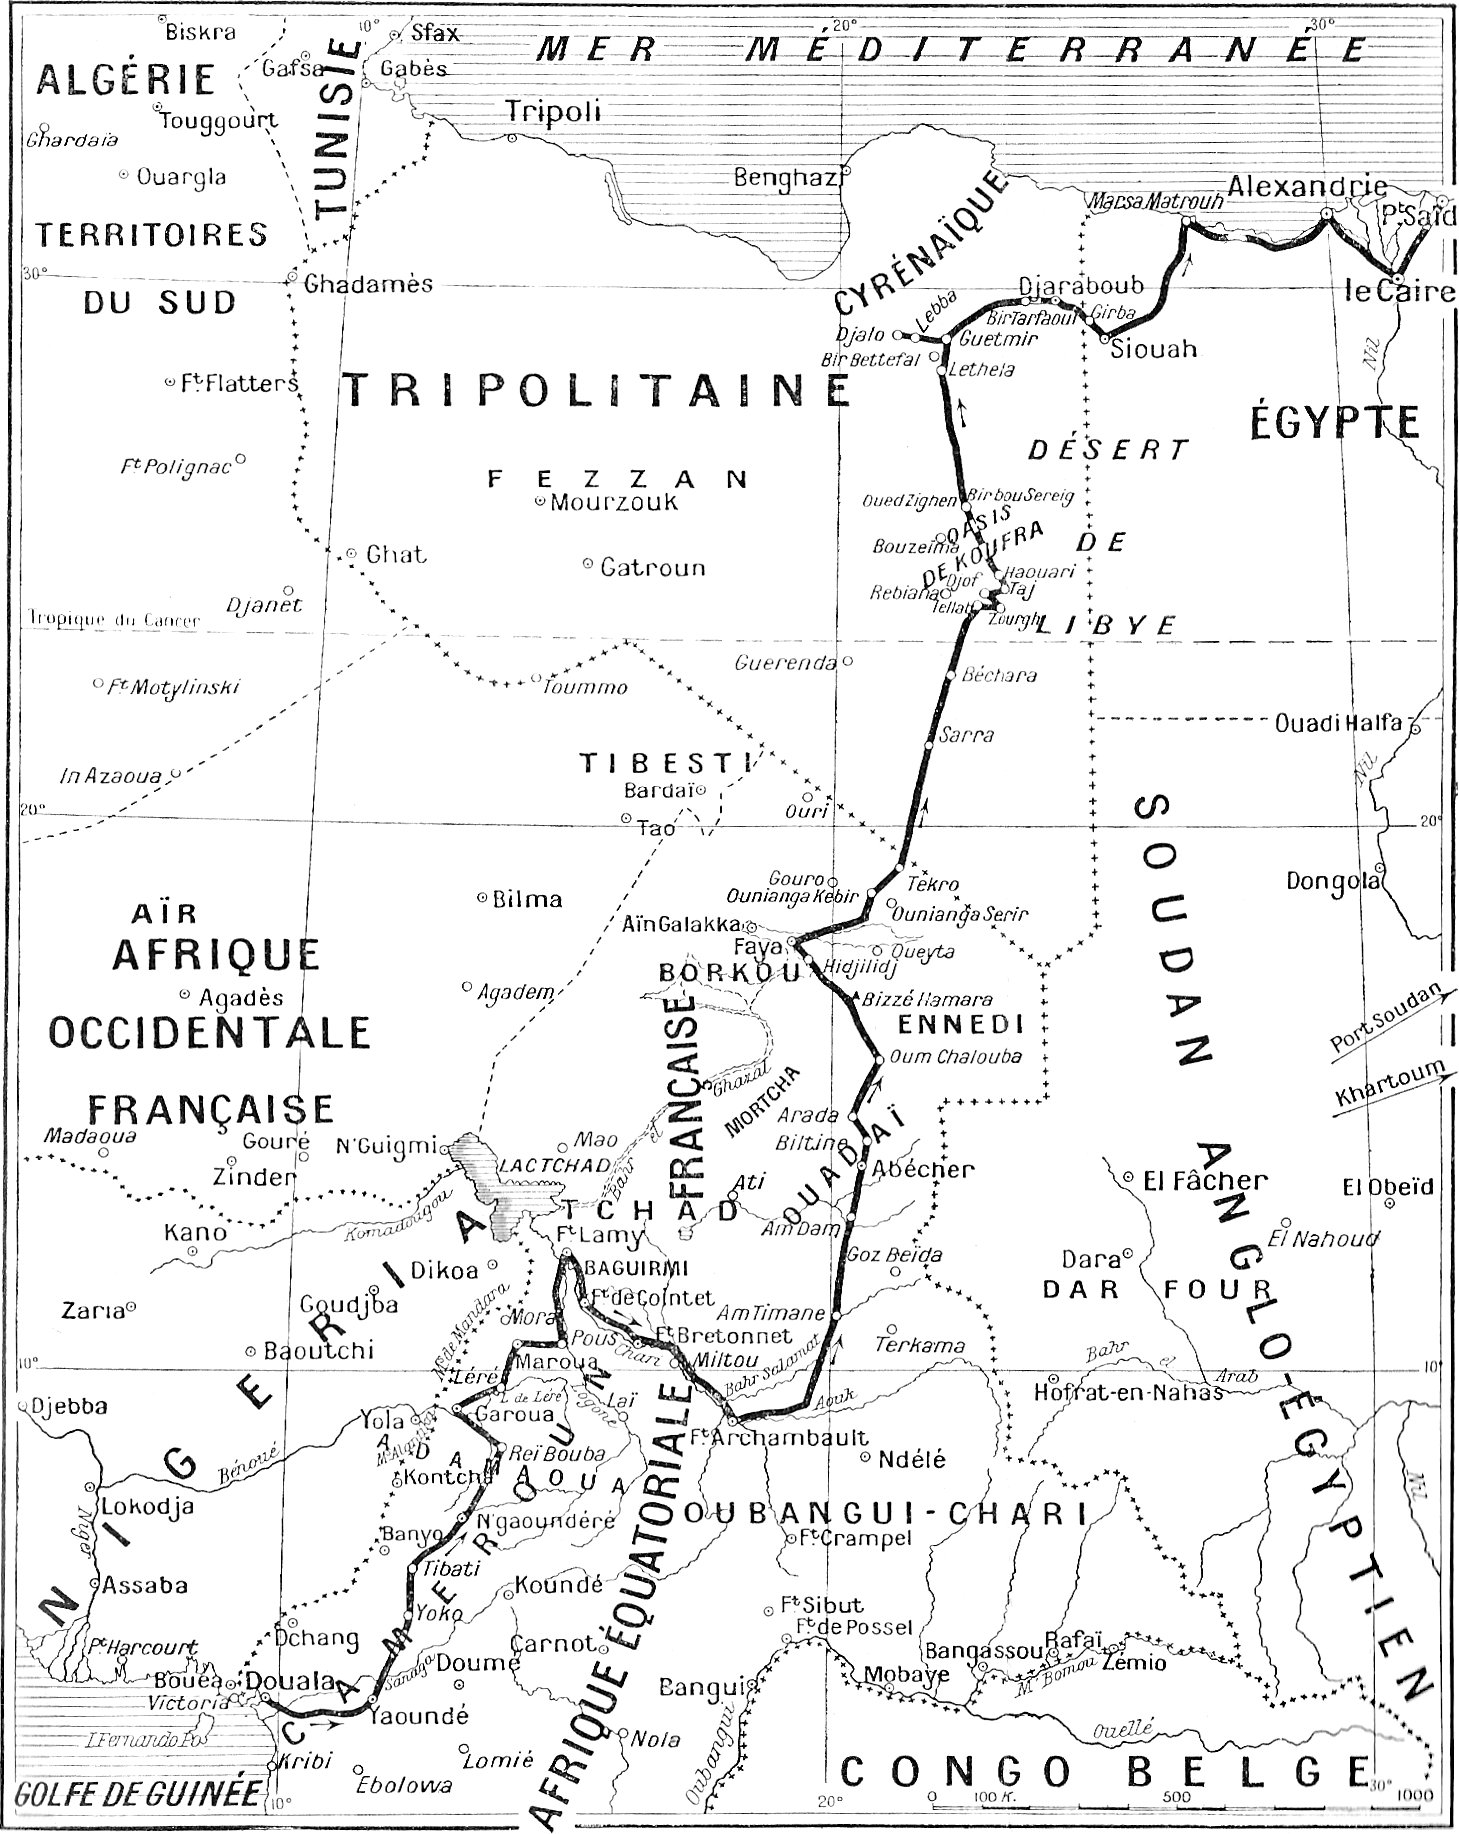 10°
20°
30°
Biskra
Sfax
MER MÉDITERRANÉE
Gafsa
Gabès
ALGÉRIE
TUNISIE
Touggourt
Tripoli
Ghardaïa
Ouargla
Benghazi
Alexandrie
Marsa Matrouh
Pt Saïd
TERRITOIRES
CYRÉNAÏQUE
30°
Ghadamès
Djaraboub
le Caire
DU SUD
Lebba
Bir Tarfaoui
Girba
Djalo
Guetmir
Siouah
Nil
Bir Bettefal
Lethela
Ft Flatters
TRIPOLITAINE
ÉGYPTE
DÉSERT
Ft Polignac
FEZZAN
Mourzouk
Oued Zighen
Bir bou Sereig
OASIS
DE KOUFRA
Bouzeima
DE
Ghat
Gatroun
Haouari
Djof
Taj
Rebiana
Djanet
Tellat
Zourgh
Tropique du Cancer
LIBYE
Guerenda
Béchara
Ft Motylinski
Toummo
Ouadi Halfa
Sarra
TIBESTI
In Azaoua
Bardaï
Nil
Ouri
20°
Tao
20°
SOUDAN ANGLO-ÉGYPTIEN
Gouro
Tekro
Dongola
Bilma
Ounianga Kebir
Ounianga Serir
AÏR
Aïn Galakka
AFRIQUE
Faya
Oueyta
BORKOU
Hidjilidj
Agadès
Agadem
Bizzé Ilamara
Port Soudan
OCCIDENTALE
ENNEDI
Oum Chalouba
Khartoum
Bahr el Ghazal
MORTCHA
FRANÇAISE
Arada
Madaoua
Gouré
N'Guigmi
Mao
Biltine
Zinder
LAC TCHAD
Abécher
OUADAÏ
El Fâcher
El Obeïd
Ati
TCHAD
Komadougou
Kano
Ft Lamy
Am Dam
El Nahoud
Goz Beïda
Dara
Dikoa
BAGUIRMI
DAR FOUR
Zaria
Goudjba
Ft de Cointet
Am Timane
Mora
Mts de Mandara
Pous
Ft Bretonnet
Terkama
Baoutchi
Chari
Miltou
Maroua
Bahr Salamat
Bahr el Arab
10°
10°
Léré
L. de Léré
Logone
Laï
Aouk
Hofrat-en-Nahas
Djebba
Yola
Garoua
Ft Archambault
Mts Alantika
Reï Bouba
Ndélé
Bénoué
ADAMAOUA
Kontcha
Nil
Lokodja
NIGERIA
N'gaoundéré
OUBANGUI-CHARI
Niger
Banyo
Ft Crampel
Tibati
CAMEROUN
Assaba
Koundé
Yoko
Ft Sibut
Ft de Possel
Pt Harcourt
Dchang
Carnot
Bangassou
Rafaï
Zémio
Bouéa
Douala
Sanaga
Doumé
Mobaye
Mt Bomou
Victoria
Bangui
Yaoundé
I. Fernando Po
Nola
Ouellé
Kribi
Lomié
Oubangui
Ebolowa
AFRIQUE ÉQUATORIALE FRANÇAISE
CONGO BELGE
GOLFE DE GUINÉE
10°
20°
30°
0 100 K. 500 1000